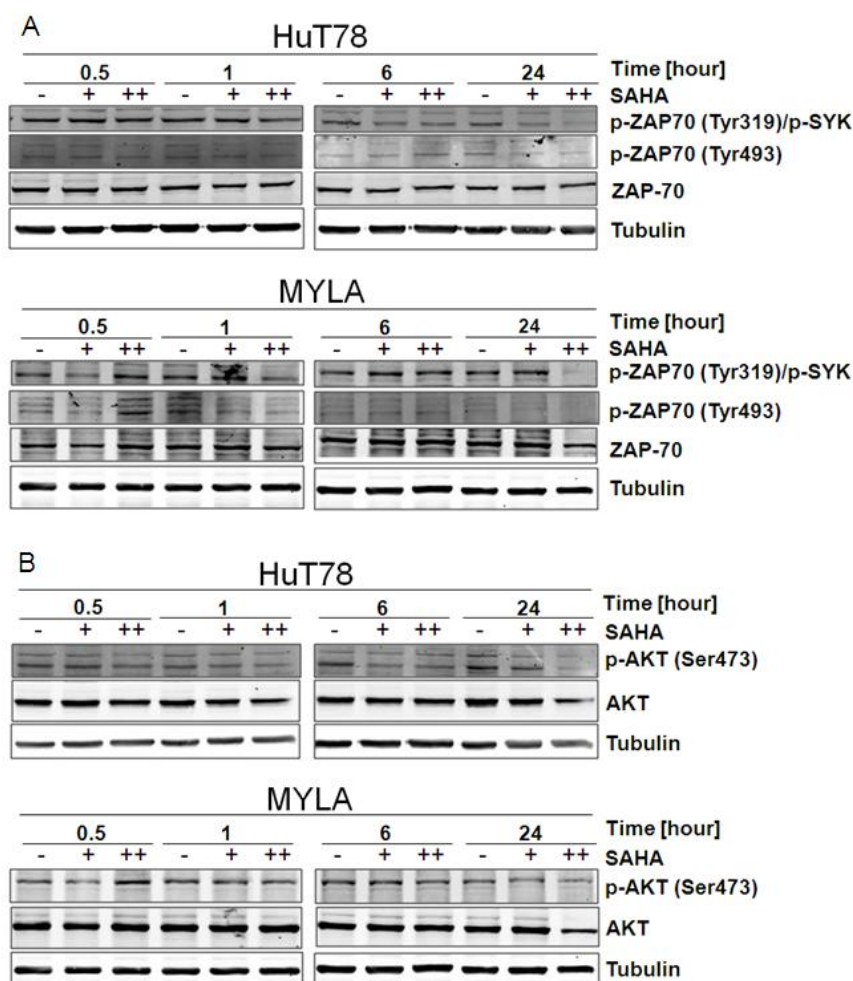 A
HuT78
0.5 1 6 24 Time [hour]
- + ++ - + ++ - + ++ - + ++ SAHA
p-ZAP70 (Tyr319)/p-SYK
p-ZAP70 (Tyr493)
ZAP-70
Tubulin
MYLA
0.5 1 6 24 Time [hour]
- + ++ - + ++ - + ++ - + ++ SAHA
p-ZAP70 (Tyr319)/p-SYK
p-ZAP70 (Tyr493)
ZAP-70
Tubulin
B
HuT78
0.5 1 6 24 Time [hour]
- + ++ - + ++ - + ++ - + ++ SAHA
p-AKT (Ser473)
AKT
Tubulin
MYLA
0.5 1 6 24 Time [hour]
- + ++ - + ++ - + ++ - + ++ SAHA
p-AKT (Ser473)
AKT
Tubulin